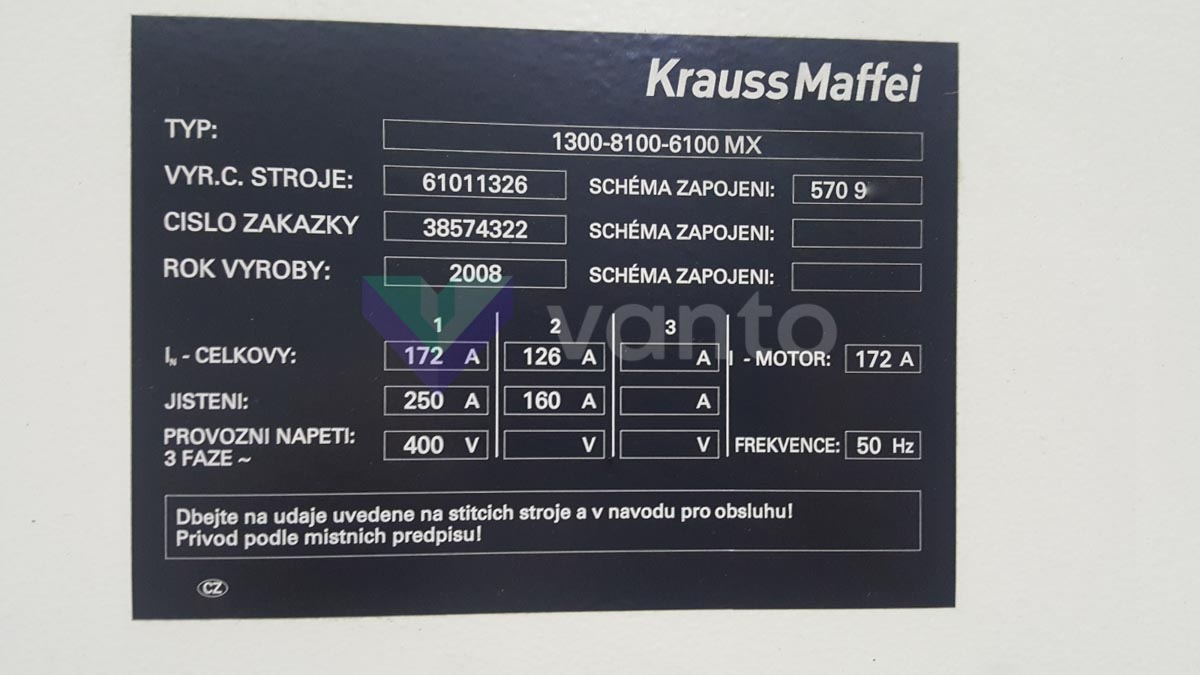 Krauss Maffei
TYP: 1300-8100-6100 MX
VYR.C. STROJE: 61011326 SCHÉMA ZAPOJENI: 570 9
CISLO ZAKAZKY 38574322 SCHÉMA ZAPOJENI:
ROK VYROBY: 2008 SCHÉMA ZAPOJENI:
vanto
1 2 3
IN - CELKOVY: 172 A 126 A A I - MOTOR: 172 A
JISTENI: 250 A 160 A A
PROVOZNI NAPETI: 3 FAZE ~ 400 V V V FREKVENCE: 50 Hz
Dbejte na udaje uvedene na stitcich stroje a v navodu pro obsluhu!
Privod podle mistnich predpisu!
CZ